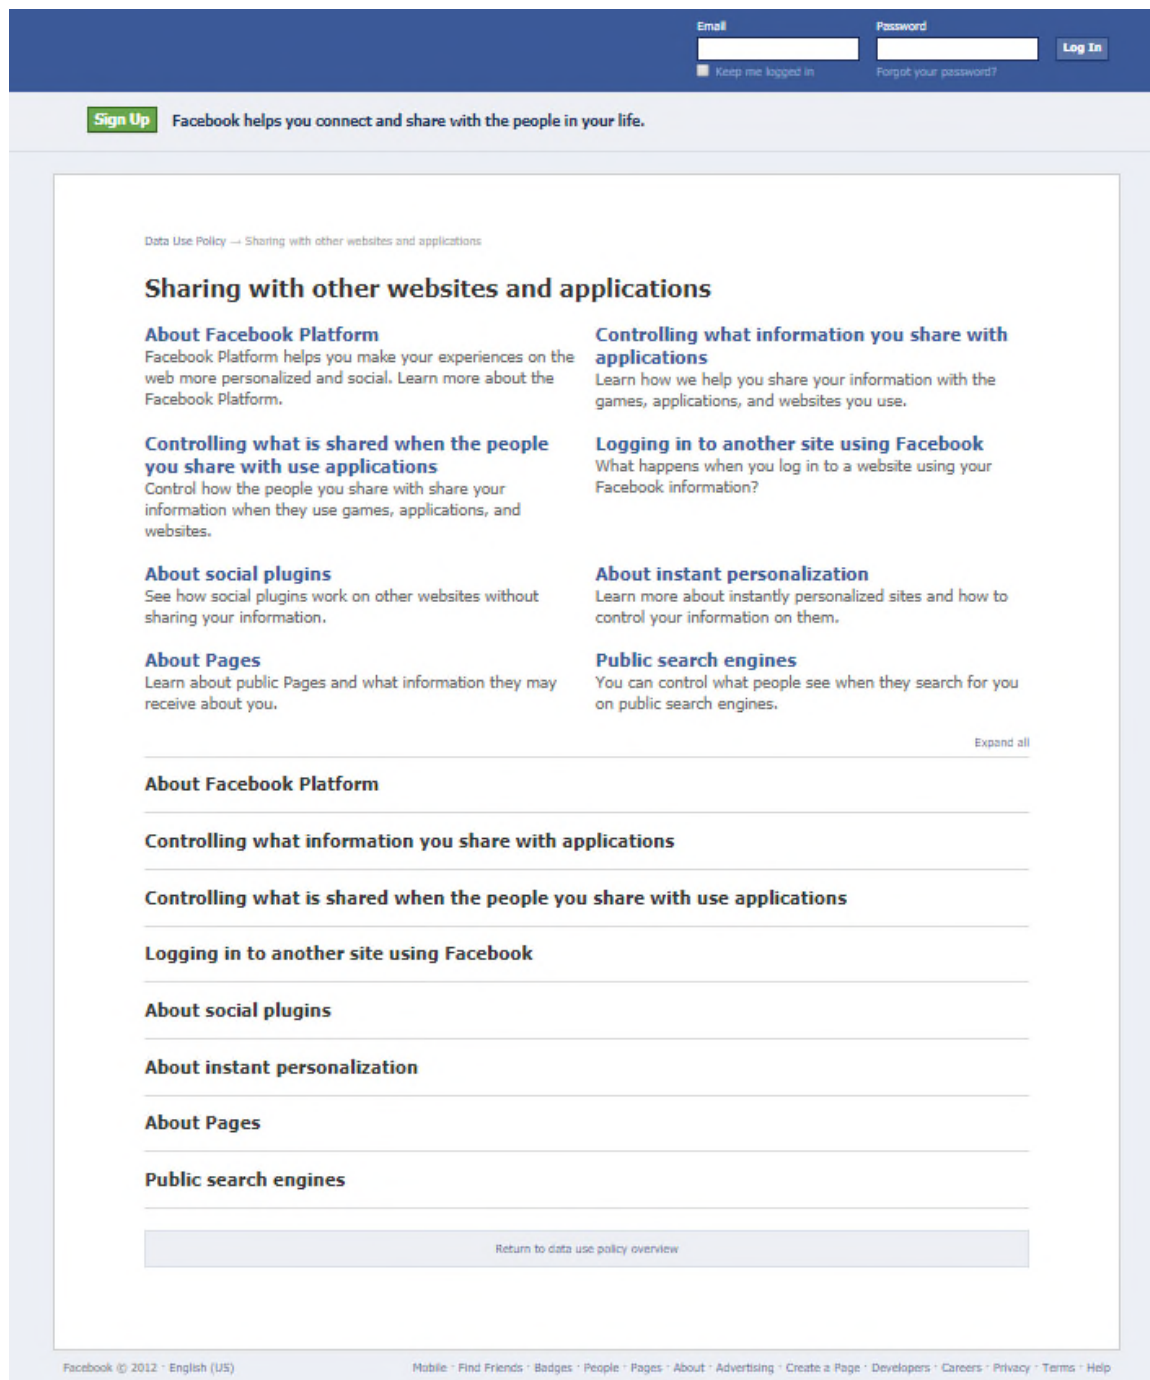 Email
Password
Log In
Keep me logged in
Forgot your password?
Sign Up
Facebook helps you connect and share with the people in your life.
Data Use Policy → Sharing with other websites and applications
Sharing with other websites and applications
About Facebook Platform
Facebook Platform helps you make your experiences on the
web more personalized and social. Learn more about the
Facebook Platform.
Controlling what information you share with
applications
Learn how we help you share your information with the
games, applications, and websites you use.
Controlling what is shared when the people
you share with use applications
Control how the people you share with share your
information when they use games, applications, and
websites.
Logging in to another site using Facebook
What happens when you log in to a website using your
Facebook information?
About social plugins
See how social plugins work on other websites without
sharing your information.
About instant personalization
Learn more about instantly personalized sites and how to
control your information on them.
About Pages
Learn about public Pages and what information they may
receive about you.
Public search engines
You can control what people see when they search for you
on public search engines.
Expand all
About Facebook Platform
Controlling what information you share with applications
Controlling what is shared when the people you share with use applications
Logging in to another site using Facebook
About social plugins
About instant personalization
About Pages
Public search engines
Return to data use policy overview
Facebook © 2012 · English (US)
Mobile · Find Friends · Badges · People · Pages · About · Advertising · Create a Page · Developers · Careers · Privacy · Terms · Help